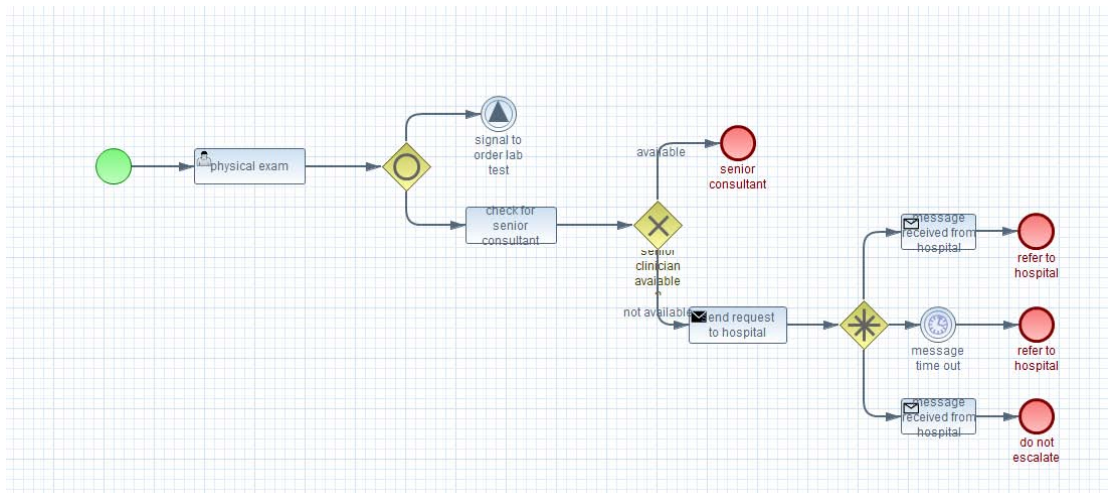 physical exam
signal to
order lab
test
check for
senior
consultant
available
senior
consultant
senior
clinician
avaiable
?
not available
end request
to hospital
message
received from
hospital
refer to
hospital
message
time out
refer to
hospital
message
received from
hospital
do not
escalate